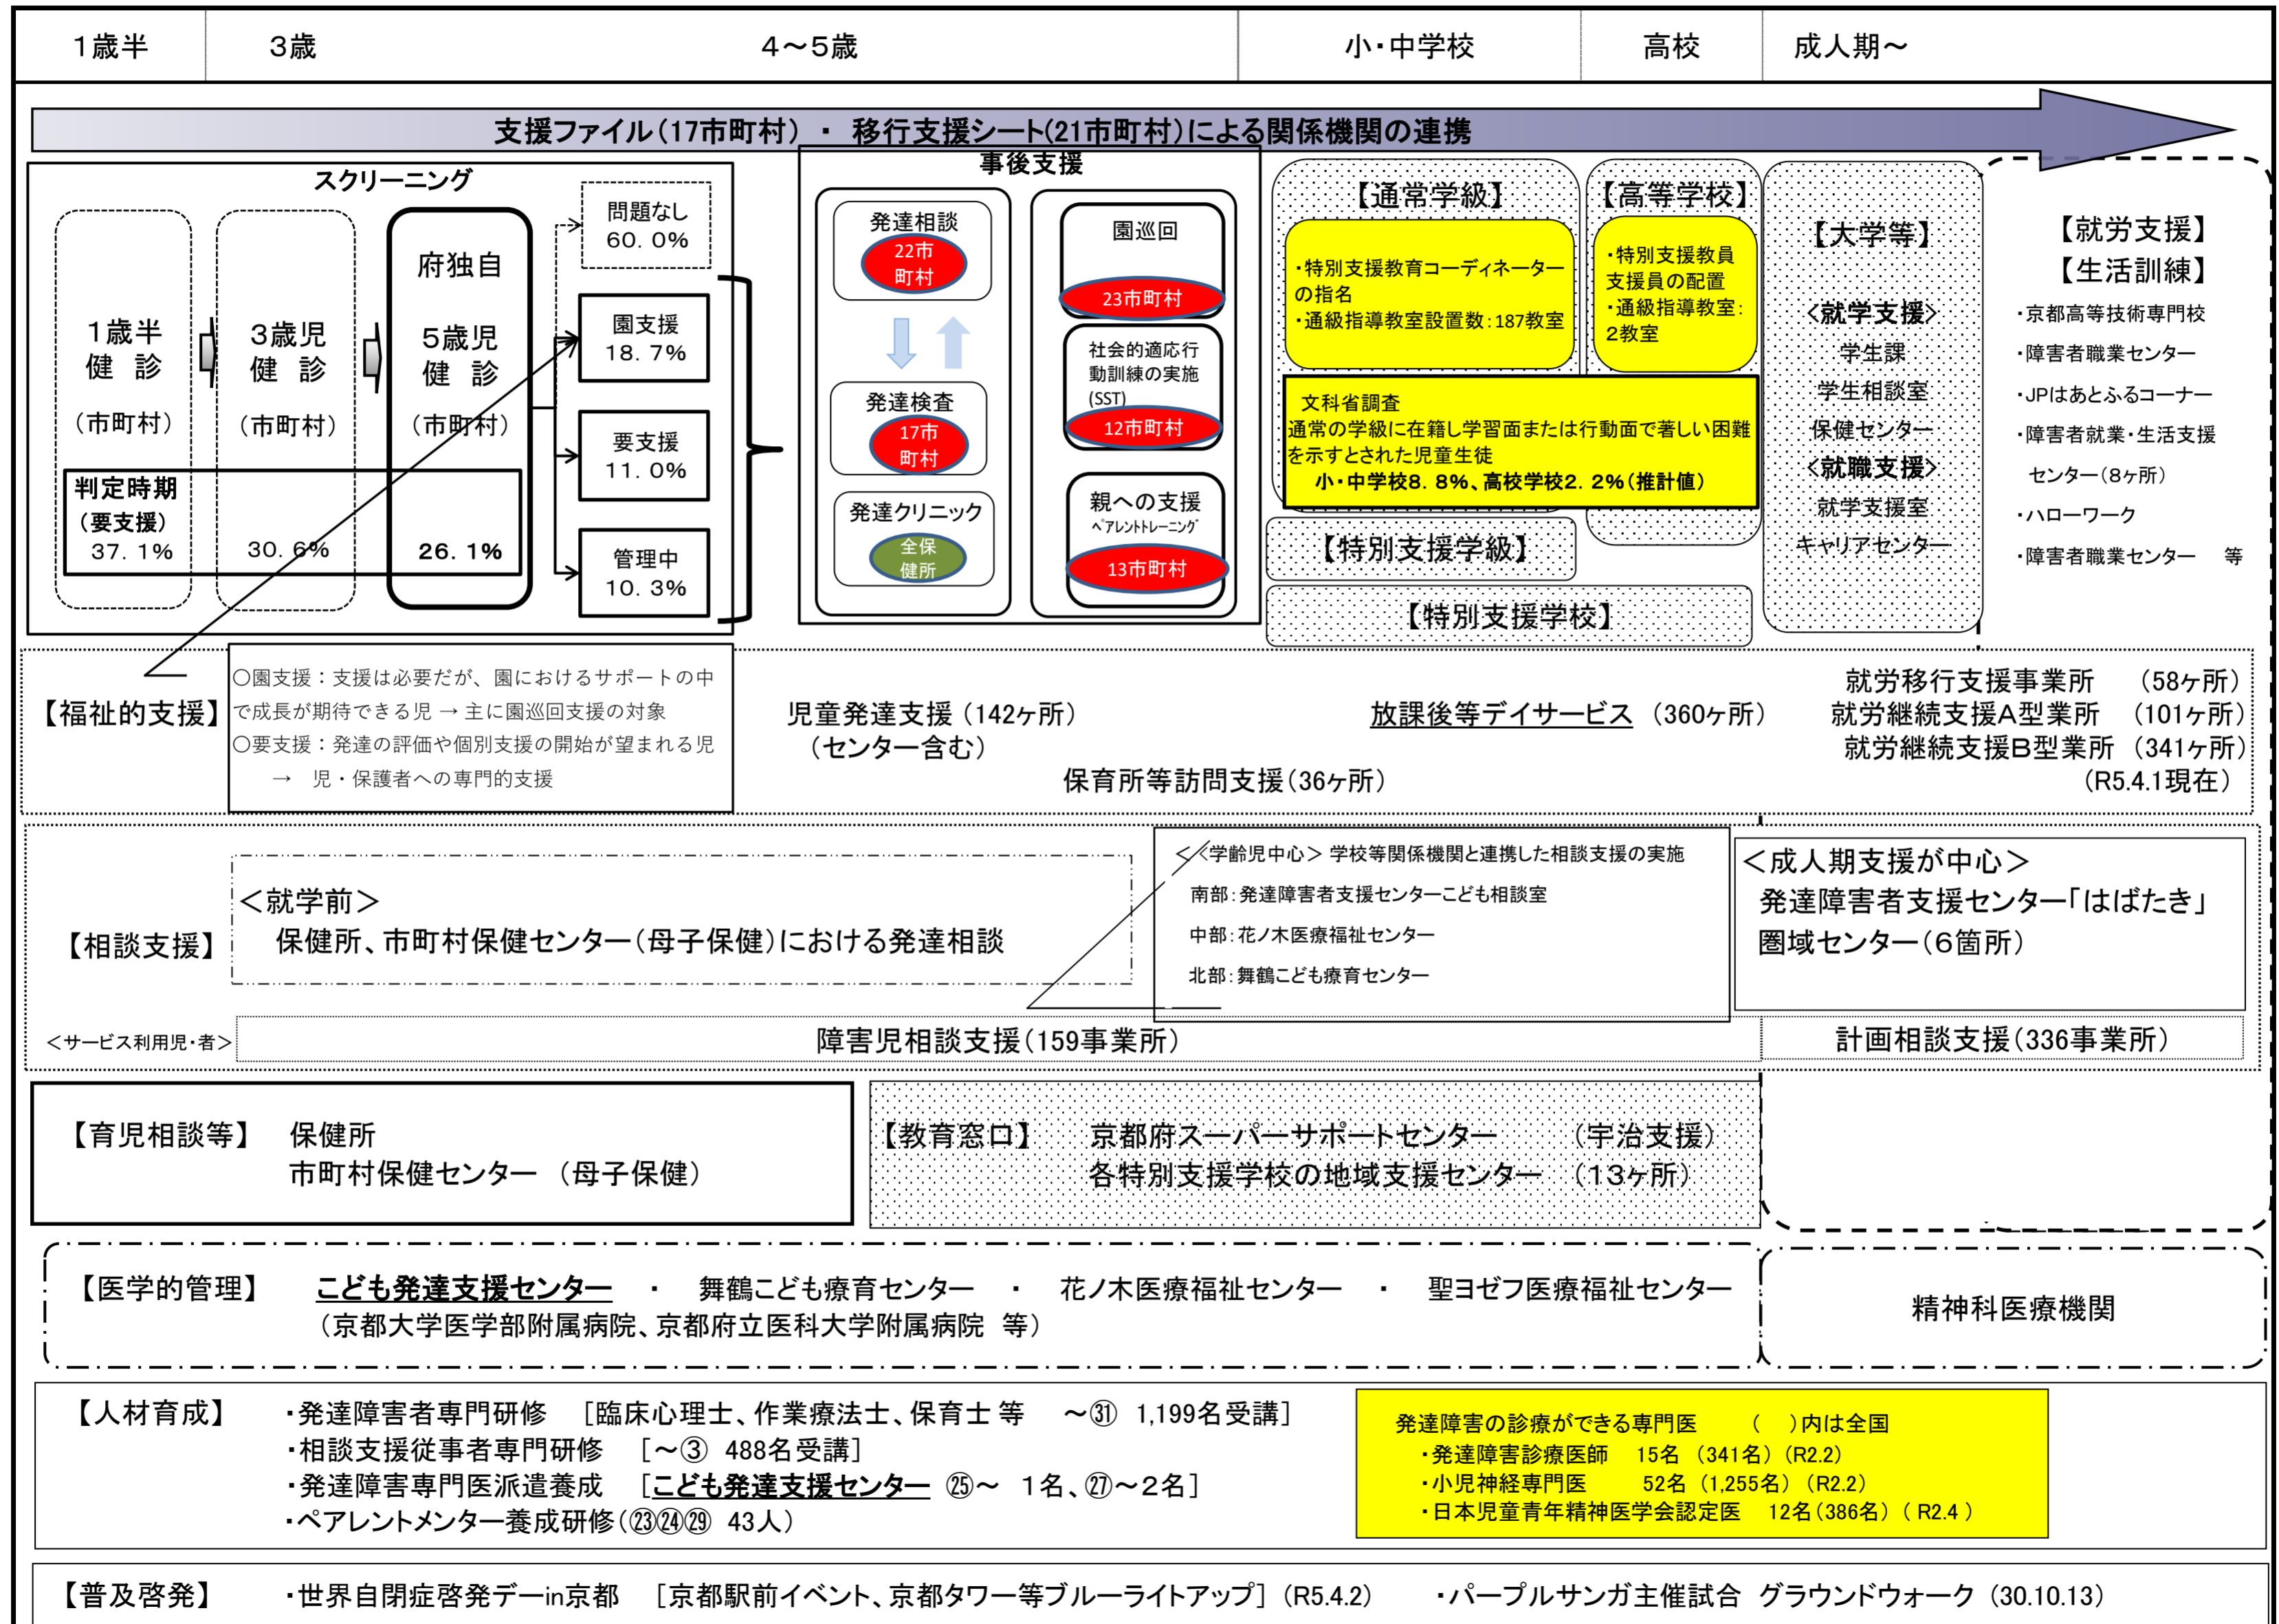 1歳半
3歳
4～5歳
小・中学校
高校
成人期～
支援ファイル（17市町村） ・ 移行支援シート(21市町村)による関係機関の連携
スクリーニング
1歳半
健 診
（市町村）
3歳児
健 診
（市町村）
府独自
5歳児
健 診
（市町村）
判定時期
（要支援）
37．1%
30．6%
26．1%
問題なし
60．0%
園支援
18．7%
要支援
11．0%
管理中
10．3%
事後支援
発達相談
22市
町村
発達検査
17市
町村
発達クリニック
全保
健所
園巡回
23市町村
社会的適応行
動訓練の実施
(SST)
12市町村
親への支援
ペアレントトレーニング
13市町村
【通常学級】
・特別支援教育コーディネーター
の指名
・通級指導教室設置数：187教室
【高等学校】
・特別支援教員
支援員の配置
・通級指導教室：
2教室
文科省調査
通常の学級に在籍し学習面または行動面で著しい困難
を示すとされた児童生徒
小・中学校8．8%、高校学校2．2%（推計値）
【特別支援学級】
【特別支援学校】
【大学等】
<就学支援>
学生課
学生相談室
保健センター
<就職支援>
就学支援室
キャリアセンター
【就労支援】
【生活訓練】
・京都高等技術専門校
・障害者職業センター
・JPはあとふるコーナー
・障害者就業・生活支援
センター（8ヶ所）
・ハローワーク
・障害者職業センター 等
【福祉的支援】
○園支援：支援は必要だが、園におけるサポートの中
で成長が期待できる児 → 主に園巡回支援の対象
○要支援：発達の評価や個別支援の開始が望まれる児
→ 児・保護者への専門的支援
児童発達支援（142ヶ所）
（センター含む）
保育所等訪問支援（36ヶ所）
放課後等デイサービス （360ヶ所）
就労移行支援事業所 （58ヶ所）
就労継続支援A型業所 （101ヶ所）
就労継続支援B型業所 （341ヶ所）
（R5.4.1現在）
【相談支援】
＜就学前＞
保健所、市町村保健センター（母子保健）における発達相談
＜＜学齢児中心＞ 学校等関係機関と連携した相談支援の実施
南部：発達障害者支援センターこども相談室
中部：花ノ木医療福祉センター
北部：舞鶴こども療育センター
＜成人期支援が中心＞
発達障害者支援センター「はばたき」
圏域センター（6箇所）
＜サービス利用児・者＞
障害児相談支援（159事業所）
計画相談支援（336事業所）
【育児相談等】 保健所
市町村保健センター （母子保健）
【教育窓口】 京都府スーパーサポートセンター （宇治支援）
各特別支援学校の地域支援センター （13ヶ所）
【医学的管理】 こども発達支援センター ・ 舞鶴こども療育センター ・ 花ノ木医療福祉センター ・ 聖ヨゼフ医療福祉センター
（京都大学医学部附属病院、京都府立医科大学附属病院 等）
精神科医療機関
【人材育成】 ・発達障害者専門研修 ［臨床心理士、作業療法士、保育士 等 ～㉛ 1,199名受講］
・相談支援従事者専門研修 ［～③ 488名受講］
・発達障害専門医派遣養成 ［こども発達支援センター ㉕～ 1名、㉗～2名］
・ペアレントメンター養成研修（㉓㉔㉙ 43人）
発達障害の診療ができる専門医 （ ）内は全国
・発達障害診療医師 15名（341名）（R2.2）
・小児神経専門医 52名（1,255名）（R2.2）
・日本児童青年精神医学会認定医 12名（386名）（ R2.4 ）
【普及啓発】 ・世界自閉症啓発デーin京都 ［京都駅前イベント、京都タワー等ブルーライトアップ］（R5.4.2） ・パープルサンガ主催試合 グラウンドウォーク （30.10.13）